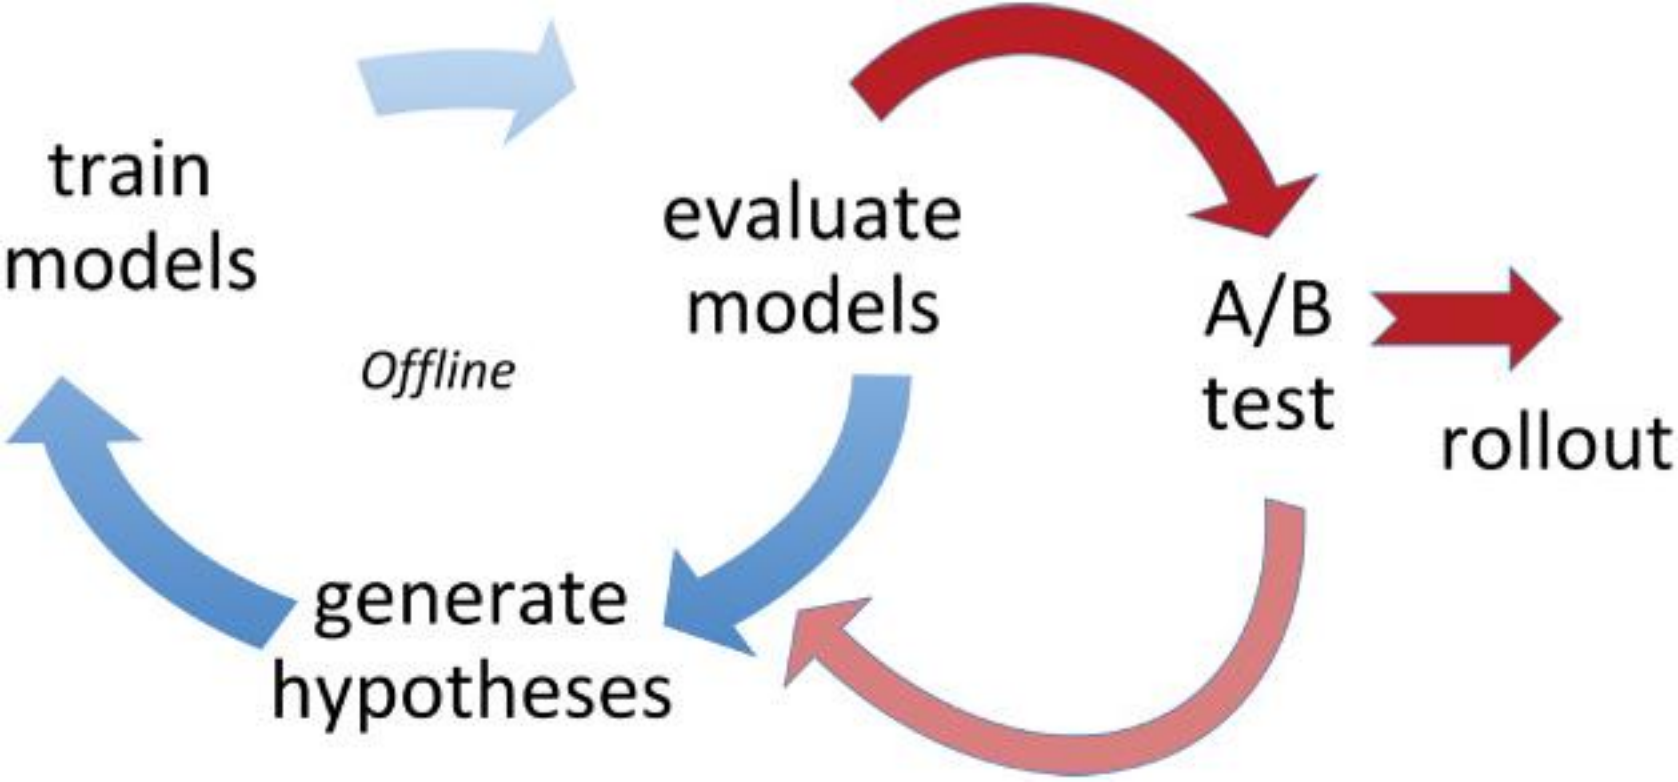 train
models
evaluate
models
Offline
A/B
test
rollout
generate
hypotheses